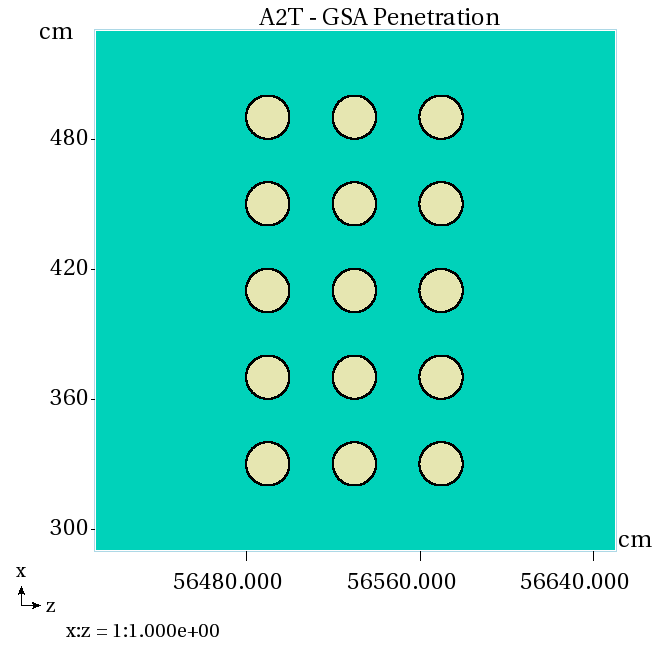 A2T - GSA Penetration
cm
480
420
360
300
cm
56480.000 56560.000 56640.000
x
z
x:z = 1:1.000e+00